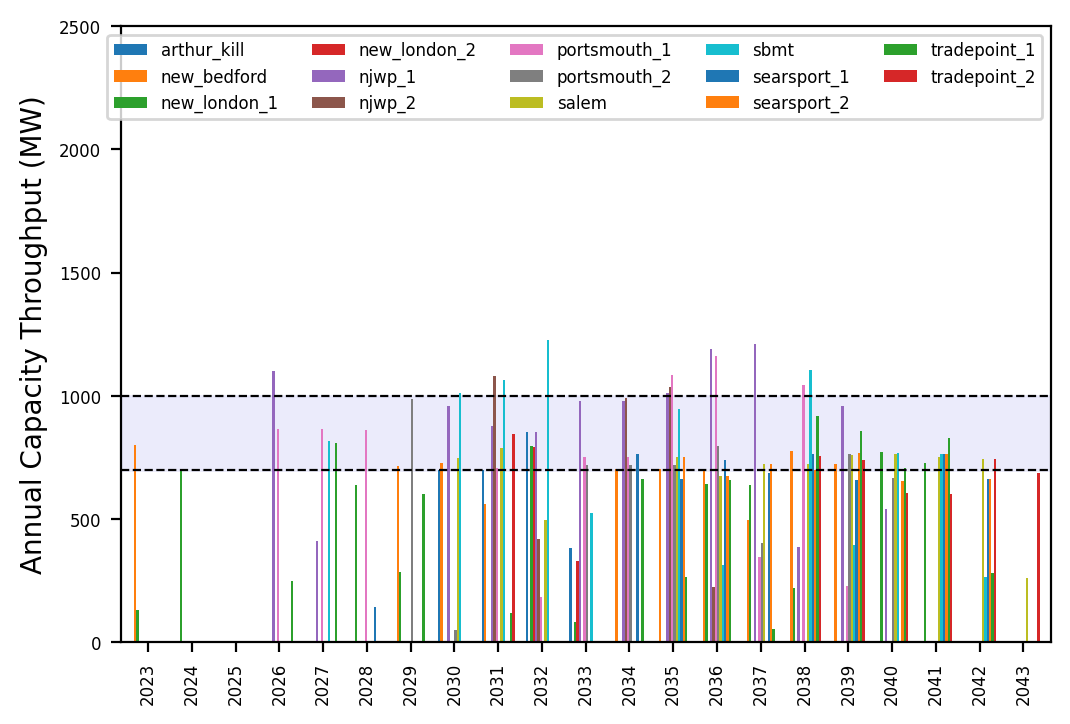 2500
2000
1500
1000
500
0
Annual Capacity Throughput (MW)
arthur_kill new_london_2 portsmouth_1 sbmt tradepoint_1
new_bedford njwp_1 portsmouth_2 searsport_1 tradepoint_2
new_london_1 njwp_2 salem searsport_2
2023 2024 2025 2026 2027 2028 2029 2030 2031 2032 2033 2034 2035 2036 2037 2038 2039 2040 2041 2042 2043